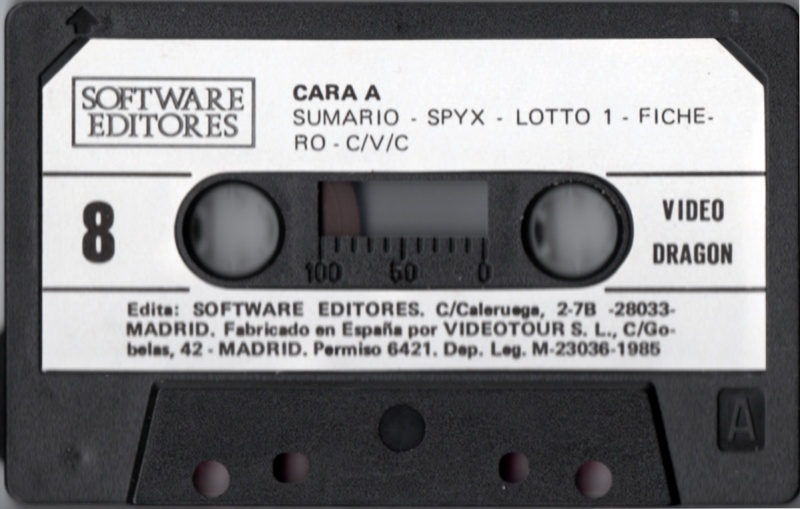 SOFTWARE
EDITORES
CARA A
SUMARIO - SPYX - LOTTO 1 - FICHE-
RO - C/V/C
8
VIDEO
DRAGON
100 50 0
Edita: SOFTWARE EDITORES. C/Caleruega, 2-7B -28033-
MADRID. Fabricado en España por VIDEOTOUR S. L., C/Go-
belas, 42 - MADRID. Permiso 6421. Dep. Leg. M-23036-1985
A